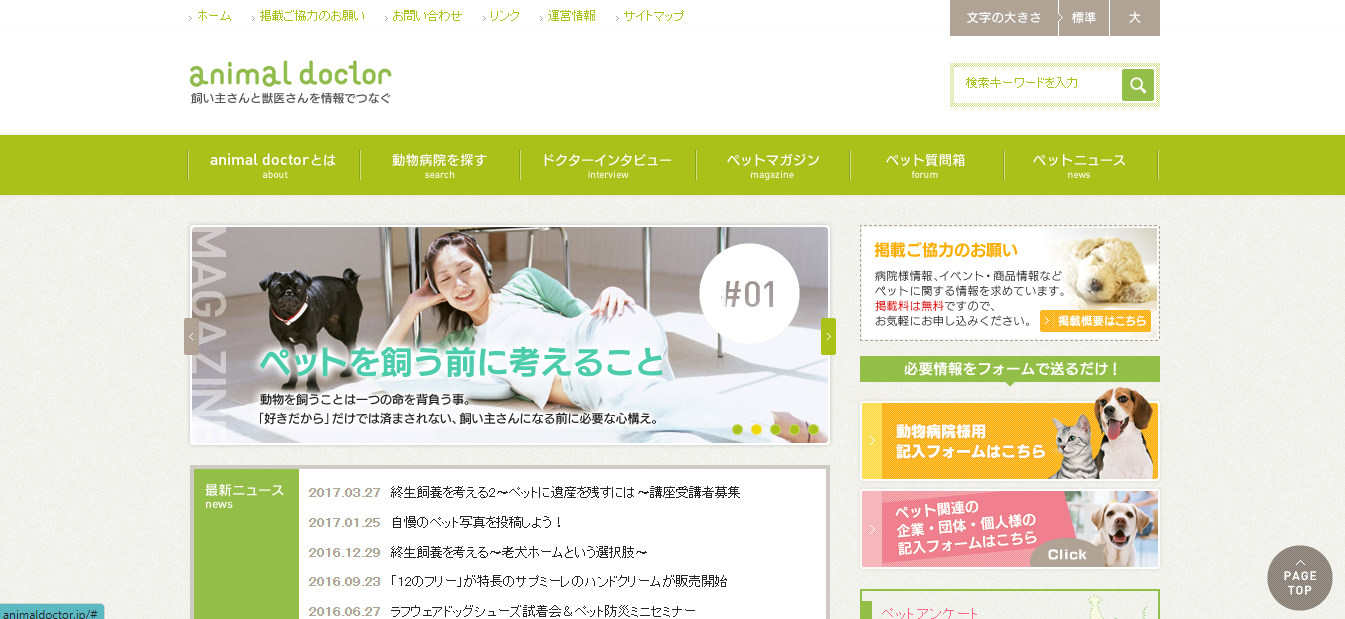 ホーム
掲載ご協力のお願い
お問い合わせ
リンク
運営情報
サイトマップ
文字の大きさ
標準
大
animal doctor
飼い主さんと獣医さんを情報でつなぐ
検索キーワードを入力
animal doctorとは
about
動物病院を探す
search
ドクターインタビュー
interview
ペットマガジン
magazine
ペット質問箱
forum
ペットニュース
news
MAGAZINE
#01
ペットを飼う前に考えること
動物を飼うことは一つの命を背負う事。
「好きだから」だけでは済まされない、飼い主さんになる前に必要な心構え。
掲載ご協力のお願い
病院様情報、イベント・商品情報など
ペットに関する情報を求めています。
掲載料は無料ですので、
お気軽にお申し込みください。
掲載概要はこちら
必要情報をフォームで送るだけ！
動物病院様用
記入フォームはこちら
ペット関連の
企業・団体・個人様の
記入フォームはこちら
Click
最新ニュース
news
2017.03.27 終生飼養を考える2～ペットに遺産を残すには～講座受講者募集
2017.01.25 自慢のペット写真を投稿しよう！
2016.12.29 終生飼養を考える～老犬ホームという選択肢～
2016.09.23 「12のフリー」が特長のサブミーレのハンドクリームが販売開始
2016.06.27 ラフウェアドッグシューズ試着会＆ペット防災ミニセミナー
ペットアンケート
PAGE
TOP
animaldoctor.jp/#